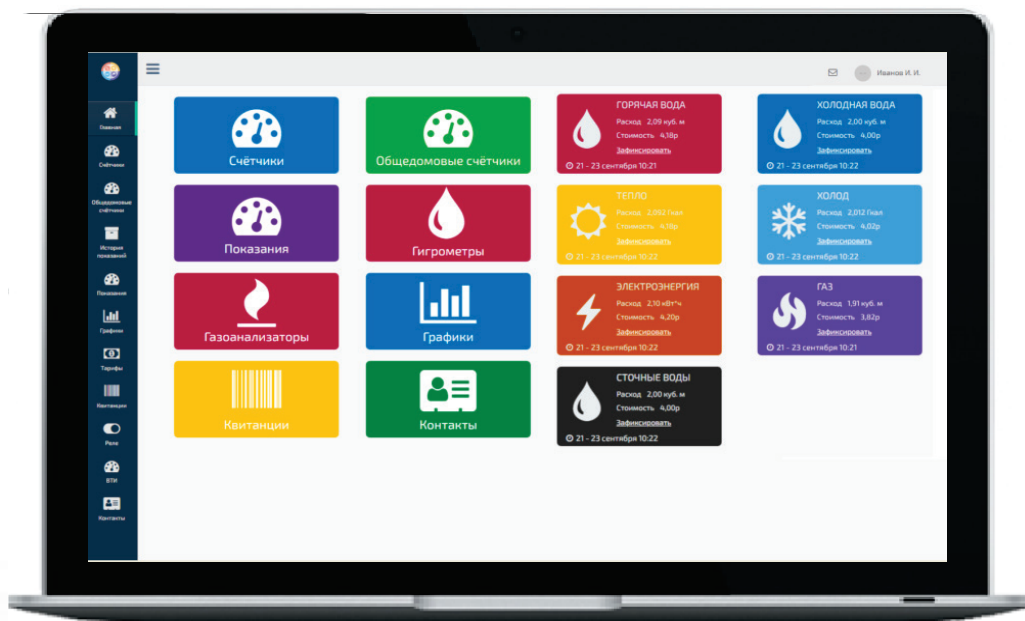 Иванов И. И.
Главная
Счётчики
Общедомовые
счётчики
История
показаний
Показания
Графики
Тарифы
Квитанции
Реле
ВТИ
Контакты
Счётчики
Общедомовые счётчики
Показания
Гигрометры
Газоанализаторы
Графики
Квитанции
Контакты
ГОРЯЧАЯ ВОДА
Расход 2,09 куб. м
Стоимость 4,18р
Зафиксировать
21 - 23 сентября 10:21
ХОЛОДНАЯ ВОДА
Расход 2,00 куб. м
Стоимость 4,00р
Зафиксировать
21 - 23 сентября 10:22
ТЕПЛО
Расход 2,092 Гкал
Стоимость 4,18р
Зафиксировать
21 - 23 сентября 10:22
ХОЛОД
Расход 2,012 Гкал
Стоимость 4,02р
Зафиксировать
21 - 23 сентября 10:22
ЭЛЕКТРОЭНЕРГИЯ
Расход 2,10 кВт*ч
Стоимость 4,20р
Зафиксировать
21 - 23 сентября 10:22
ГАЗ
Расход 1,91 куб. м
Стоимость 3,82р
Зафиксировать
21 - 23 сентября 10:21
СТОЧНЫЕ ВОДЫ
Расход 2,00 куб. м
Стоимость 4,00р
Зафиксировать
21 - 23 сентября 10:22